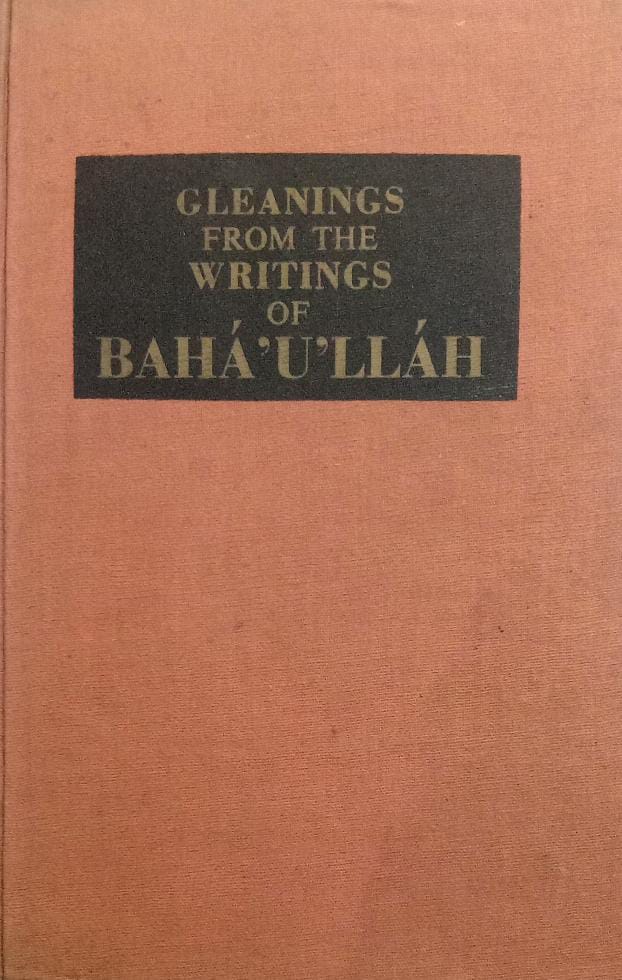 GLEANINGS
FROM THE
WRITINGS
OF
BAHÁ’U’LLÁH